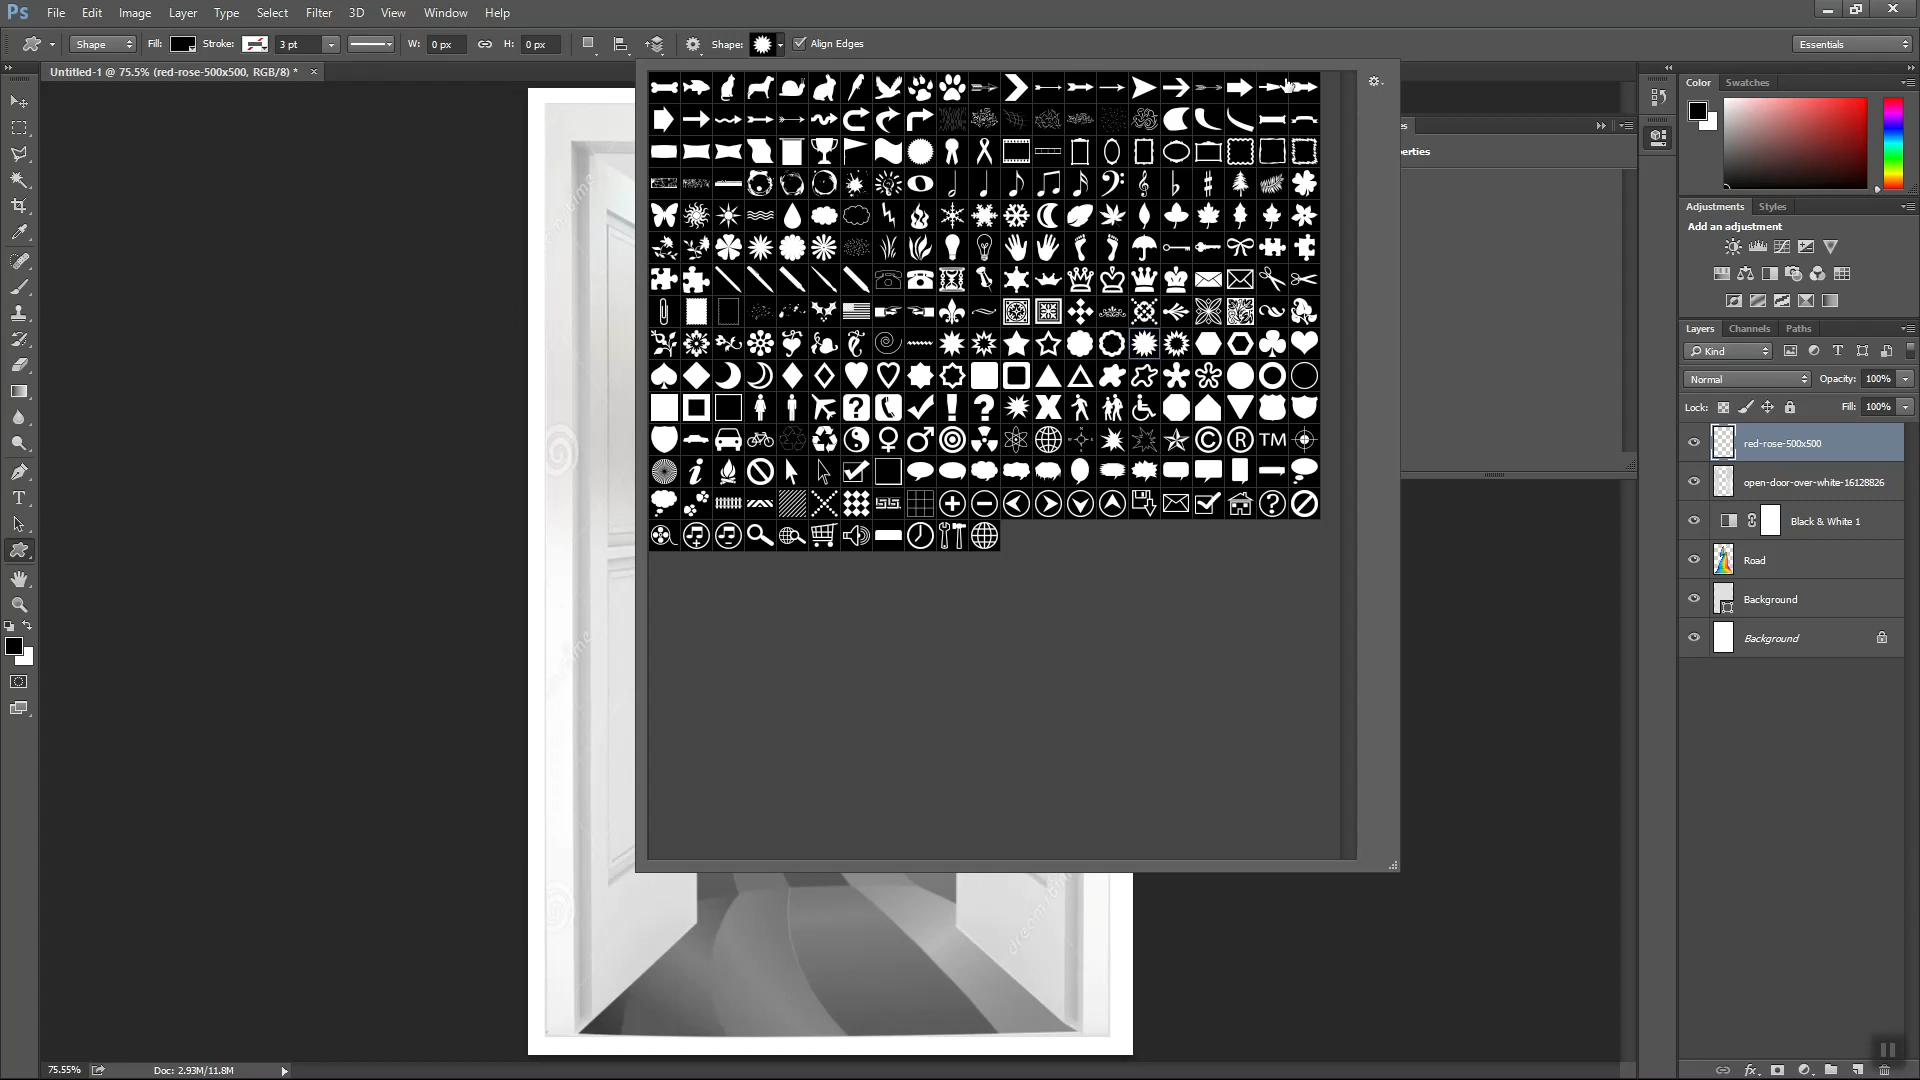 Ps File Edit Image Layer Type Select Filter 3D View Window Help
Shape Fill: Stroke: 3 pt W: 0 px H: 0 px Shape: Align Edges Essentials
Untitled-1 @ 75.5% (red-rose-500x500, RGB/8) * ×
Color Swatches
perties
Adjustments Styles
Add an adjustment
Layers Channels Paths
Kind
Normal Opacity: 100%
Lock: Fill: 100%
red-rose-500x500
open-door-over-white-16128826
Black & White 1
Road
Background
Background
TM
dreamstime
75.55% Doc: 2.93M/11.8M